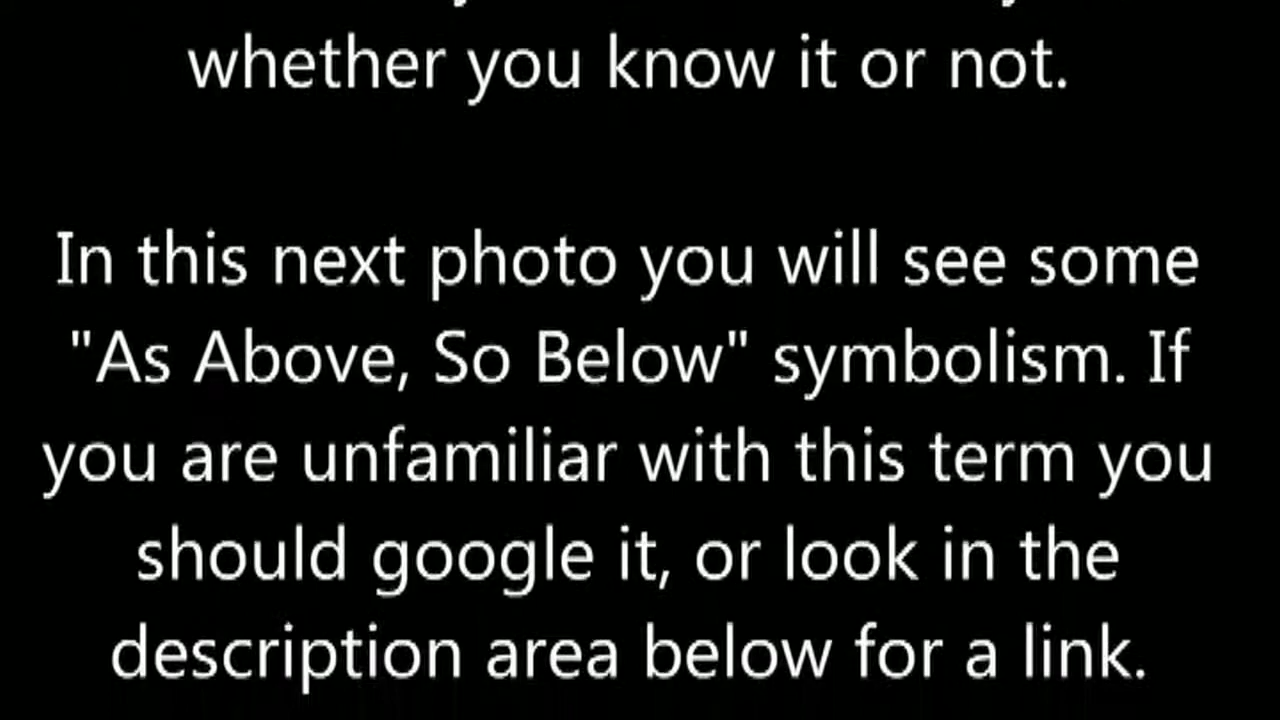 whether you know it or not.
In this next photo you will see some
"As Above, So Below" symbolism. If
you are unfamiliar with this term you
should google it, or look in the
description area below for a link.